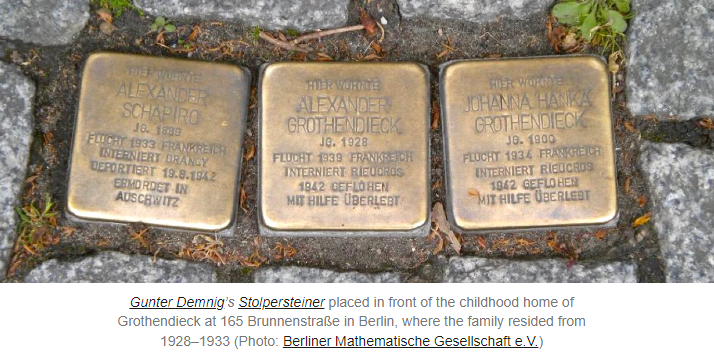 HIER WOHNTE
ALEXANDER
SCHAPIRO
JG. 1889
FLUCHT 1933 FRANKREICH
INTERNIERT DRANCY
DEPORTIERT 19.8.1942
ERMORDET IN
AUSCHWITZ
HIER WOHNTE
ALEXANDER
GROTHENDIECK
JG. 1928
FLUCHT 1939 FRANKREICH
INTERNIERT RIEUCROS
1942 GEFLOHEN
MIT HILFE ÜBERLEBT
HIER WOHNTE
JOHANNA 'HANKA'
GROTHENDIECK
JG. 1900
FLUCHT 1934 FRANKREICH
INTERNIERT RIEUCROS
1942 GEFLOHEN
MIT HILFE ÜBERLEBT
Gunter Demnig's Stolpersteiner placed in front of the childhood home of
Grothendieck at 165 Brunnenstraße in Berlin, where the family resided from
1928–1933 (Photo: Berliner Mathematische Gesellschaft e.V.)